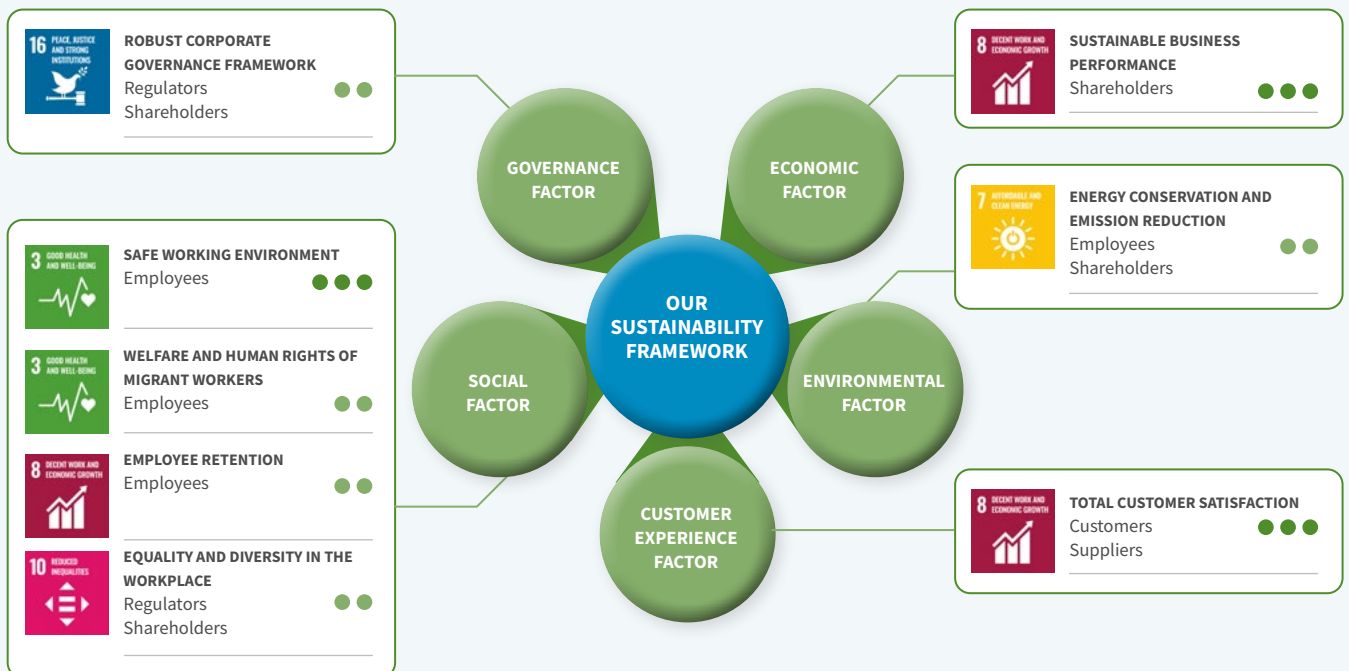 16 PEACE, JUSTICE
AND STRONG
INSTITUTIONS
ROBUST CORPORATE
GOVERNANCE FRAMEWORK
Regulators
Shareholders
3 GOOD HEALTH
AND WELL-BEING
SAFE WORKING ENVIRONMENT
Employees
3 GOOD HEALTH
AND WELL-BEING
WELFARE AND HUMAN RIGHTS OF
MIGRANT WORKERS
Employees
8 DECENT WORK AND
ECONOMIC GROWTH
EMPLOYEE RETENTION
Employees
10 REDUCED
INEQUALITIES
EQUALITY AND DIVERSITY IN THE
WORKPLACE
Regulators
Shareholders
GOVERNANCE
FACTOR
ECONOMIC
FACTOR
OUR
SUSTAINABILITY
FRAMEWORK
SOCIAL
FACTOR
ENVIRONMENTAL
FACTOR
CUSTOMER
EXPERIENCE
FACTOR
8 DECENT WORK AND
ECONOMIC GROWTH
SUSTAINABLE BUSINESS
PERFORMANCE
Shareholders
7 AFFORDABLE AND
CLEAN ENERGY
ENERGY CONSERVATION AND
EMISSION REDUCTION
Employees
Shareholders
8 DECENT WORK AND
ECONOMIC GROWTH
TOTAL CUSTOMER SATISFACTION
Customers
Suppliers